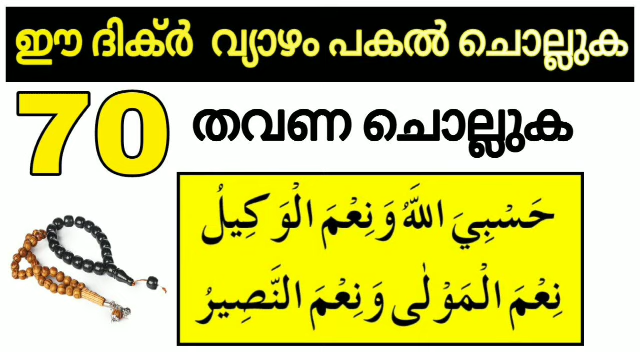 ഈ ദിക്ർ വ്യാഴം പകൽ ചൊല്ലുക
70 തവണ ചൊല്ലുക
حَسْبِيَ اللَّهُ وَنِعْمَ الْوَكِيلُ
نِعْمَ الْمَوْلٰى وَنِعْمَ النَّصِيرُ